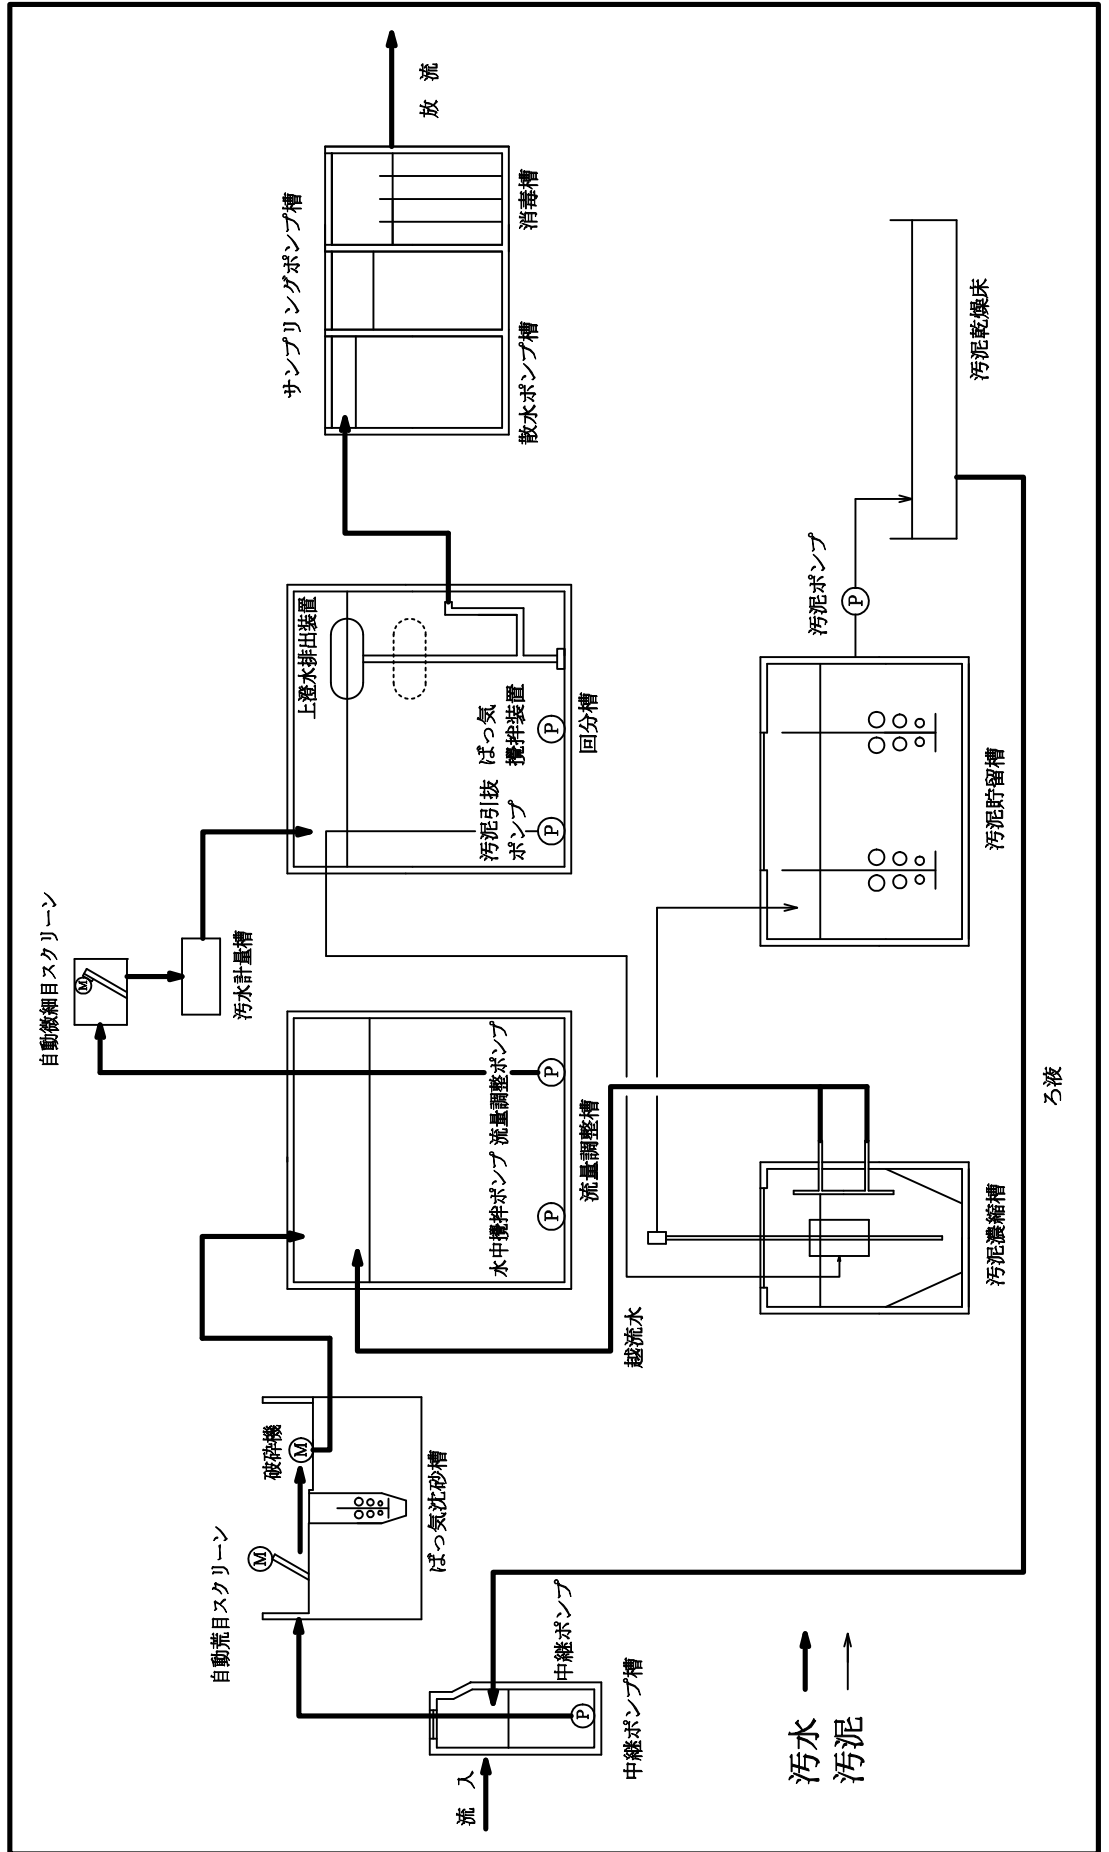 流 入
中継ポンプ槽
中継ポンプ
P
自動荒目スクリーン
M
破砕機
M
ばっ気沈砂槽
水中攪拌ポンプ
P
流量調整ポンプ
P
流量調整槽
自動微細目スクリーン
M
汚水計量槽
上澄水排出装置
汚泥引抜
ポンプ
P
ばっ気
攪拌装置
P
回分槽
サンプリングポンプ槽
散水ポンプ槽
消毒槽
放 流
越流水
汚泥濃縮槽
汚泥貯留槽
汚泥ポンプ
P
汚泥乾燥床
ろ液
汚水
汚泥